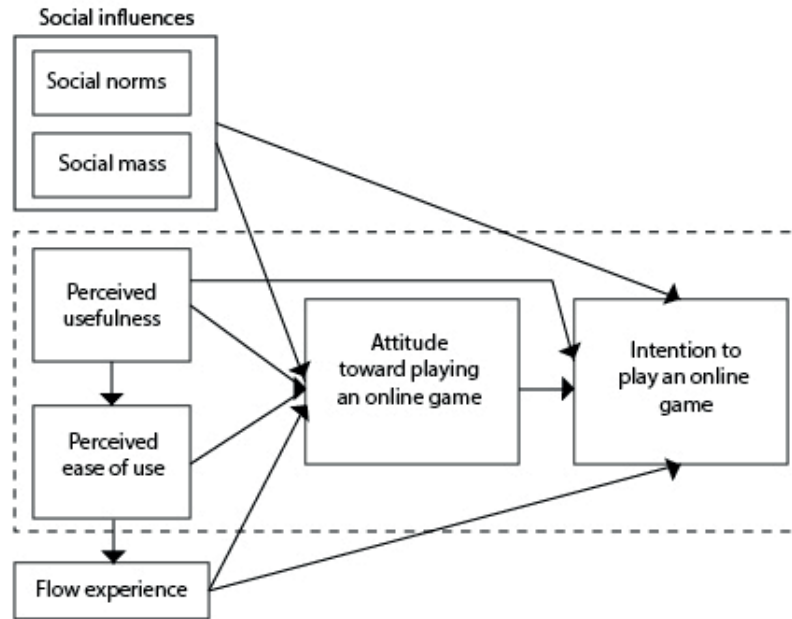 Social influences
Social norms
Social mass
Perceived
usefulness
Attitude
toward playing
an online game
Intention to
play an online
game
Perceived
ease of use
Flow experience